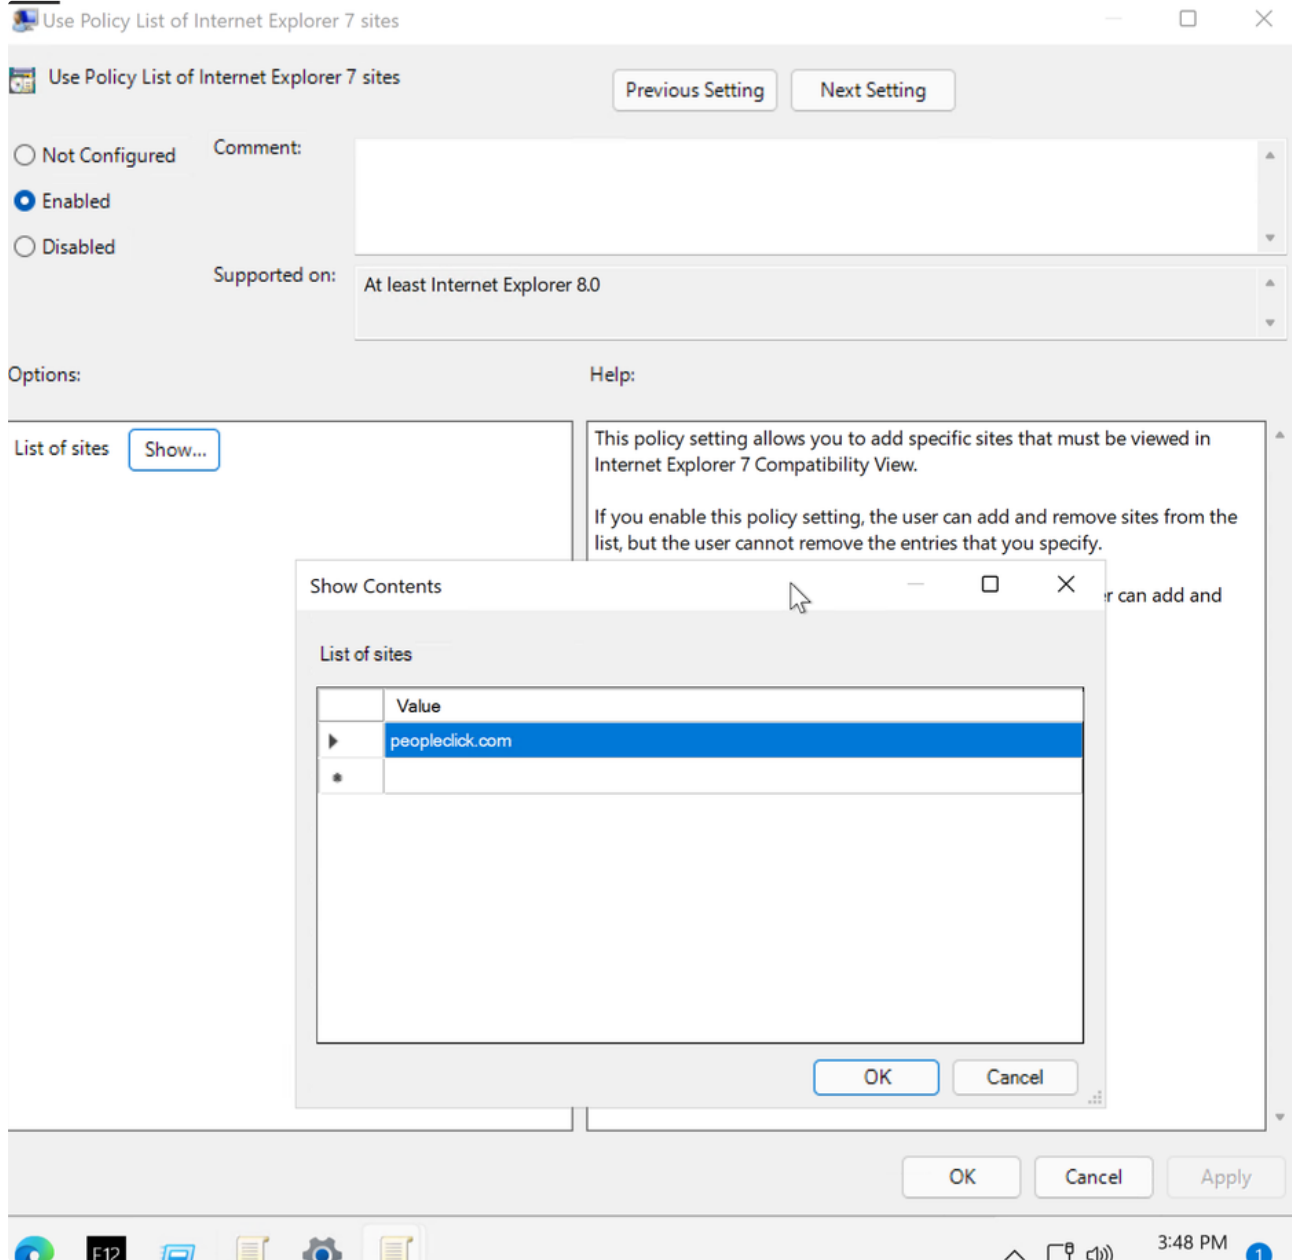 Use Policy List of Internet Explorer 7 sites
Use Policy List of Internet Explorer 7 sites
Previous Setting
Next Setting
Not Configured
Comment:
Enabled
Disabled
Supported on:
At least Internet Explorer 8.0
Options:
Help:
List of sites
Show...
This policy setting allows you to add specific sites that must be viewed in
Internet Explorer 7 Compatibility View.
If you enable this policy setting, the user can add and remove sites from the
list, but the user cannot remove the entries that you specify.
r can add and
Show Contents
List of sites
Value
peopleclick.com
OK
Cancel
OK
Cancel
Apply
F12
3:48 PM
1